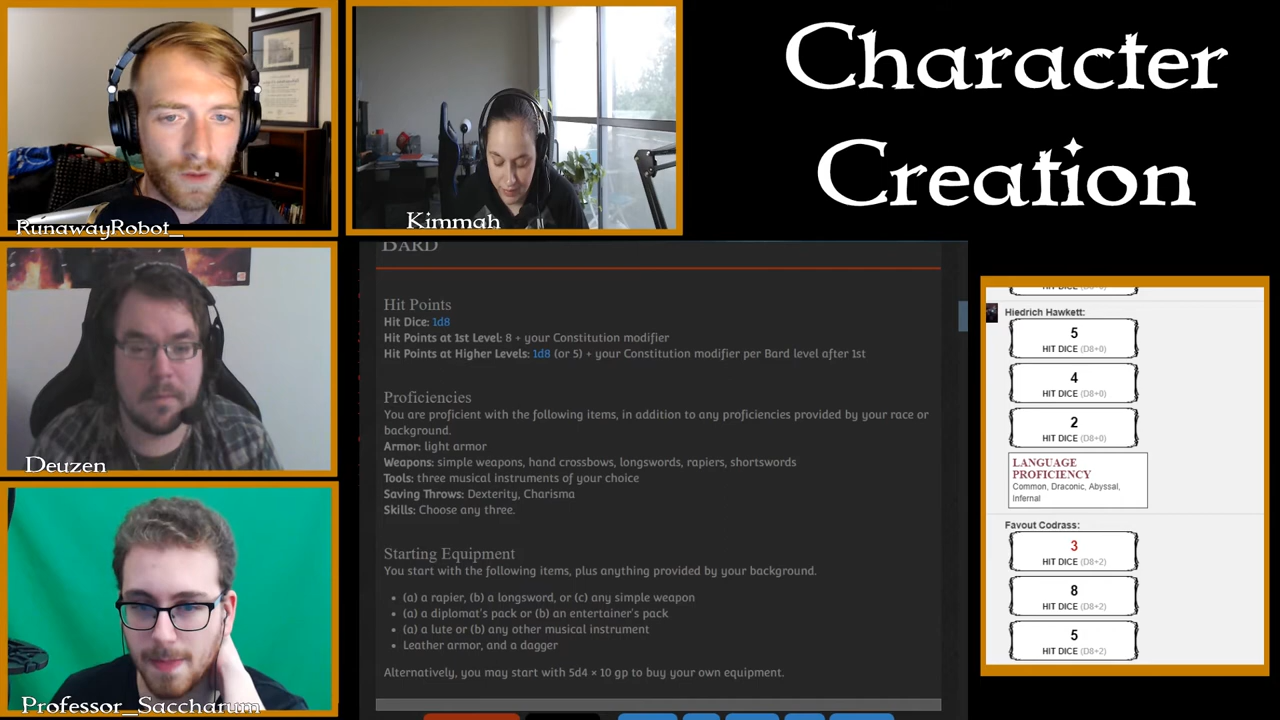 Character
Creation
RunawayRobot_
Kimmah
Deuzen
Professor_Saccharum
BARD
Hit Points
Hit Dice: 1d8
Hit Points at 1st Level: 8 + your Constitution modifier
Hit Points at Higher Levels: 1d8 (or 5) + your Constitution modifier per Bard level after 1st
Proficiencies
You are proficient with the following items, in addition to any proficiencies provided by your race or
background.
Armor: light armor
Weapons: simple weapons, hand crossbows, longswords, rapiers, shortswords
Tools: three musical instruments of your choice
Saving Throws: Dexterity, Charisma
Skills: Choose any three.
Starting Equipment
You start with the following items, plus anything provided by your background.
• (a) a rapier, (b) a longsword, or (c) any simple weapon
• (a) a diplomat's pack or (b) an entertainer's pack
• (a) a lute or (b) any other musical instrument
• Leather armor, and a dagger
Alternatively, you may start with 5d4 × 10 gp to buy your own equipment.
HIT DICE (D8+0)
Hiedrich Hawkett:
5
HIT DICE (D8+0)
4
HIT DICE (D8+0)
2
HIT DICE (D8+0)
LANGUAGE
PROFICIENCY
Common, Draconic, Abyssal,
Infernal
Favout Codrass:
3
HIT DICE (D8+2)
8
HIT DICE (D8+2)
5
HIT DICE (D8+2)